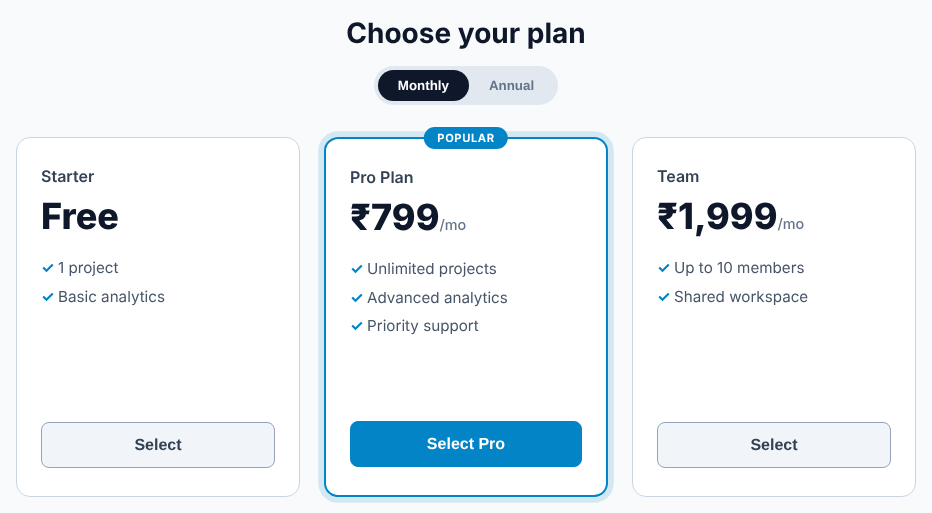 Choose your plan
Monthly
Annual
Starter
Free
✓ 1 project
✓ Basic analytics
Select
POPULAR
Pro Plan
₹799/mo
✓ Unlimited projects
✓ Advanced analytics
✓ Priority support
Select Pro
Team
₹1,999/mo
✓ Up to 10 members
✓ Shared workspace
Select